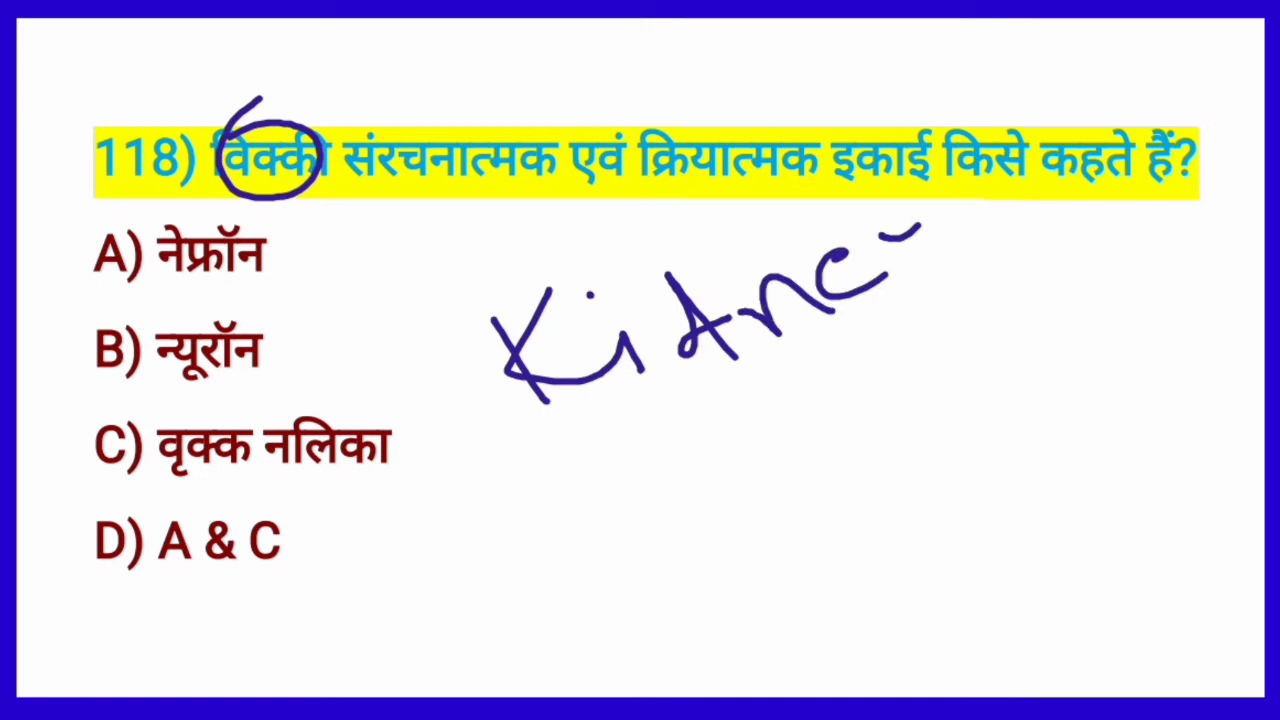 118) विक्की संरचनात्मक एवं क्रियात्मक इकाई किसे कहते हैं?
A) नेफ्रॉन
B) न्यूरॉन
C) वृक्क नलिका
D) A & C